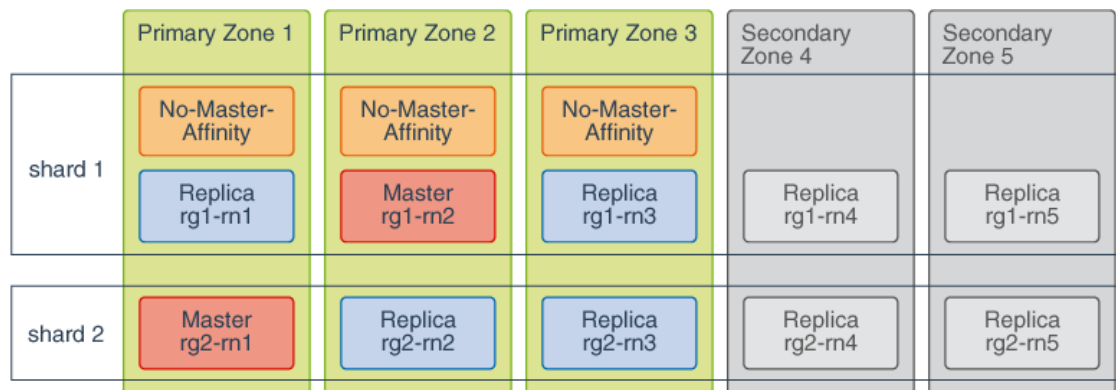 Primary Zone 1
Primary Zone 2
Primary Zone 3
Secondary
Zone 4
Secondary
Zone 5
shard 1
No-Master-
Affinity
No-Master-
Affinity
No-Master-
Affinity
Replica
rg1-rn1
Master
rg1-rn2
Replica
rg1-rn3
Replica
rg1-rn4
Replica
rg1-rn5
shard 2
Master
rg2-rn1
Replica
rg2-rn2
Replica
rg2-rn3
Replica
rg2-rn4
Replica
rg2-rn5